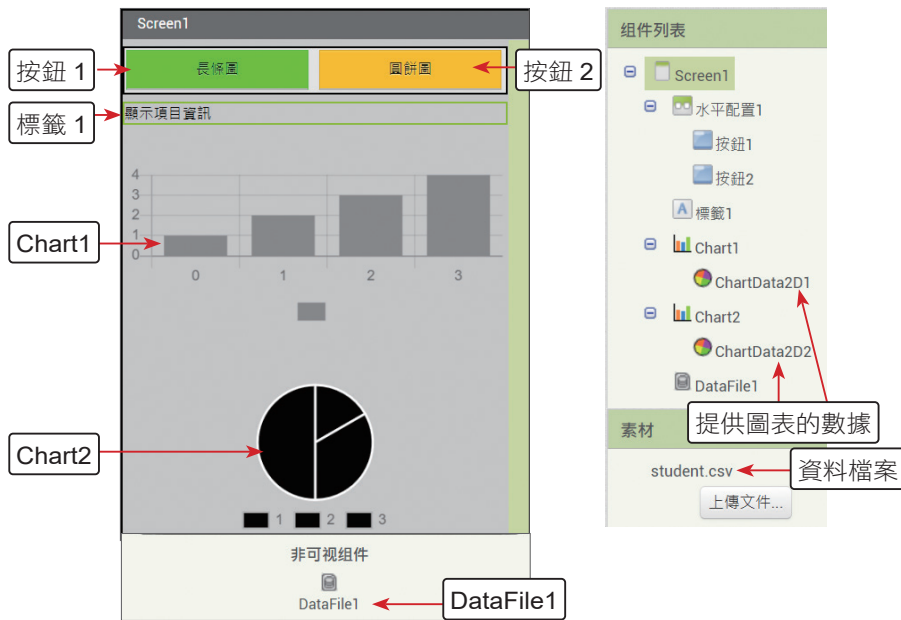 Screen1
按鈕 1
長條圖
圓餅圖
按鈕 2
標籤 1
顯示項目資訊
4
3
2
1
0
Chart1
0 1 2 3
Chart2
1 2 3
非可视组件
DataFile1
DataFile1
组件列表
Screen1
水平配置1
按鈕1
按鈕2
A 標籤1
Chart1
ChartData2D1
Chart2
ChartData2D2
DataFile1
提供圖表的數據
素材
student.csv
資料檔案
上傳文件...